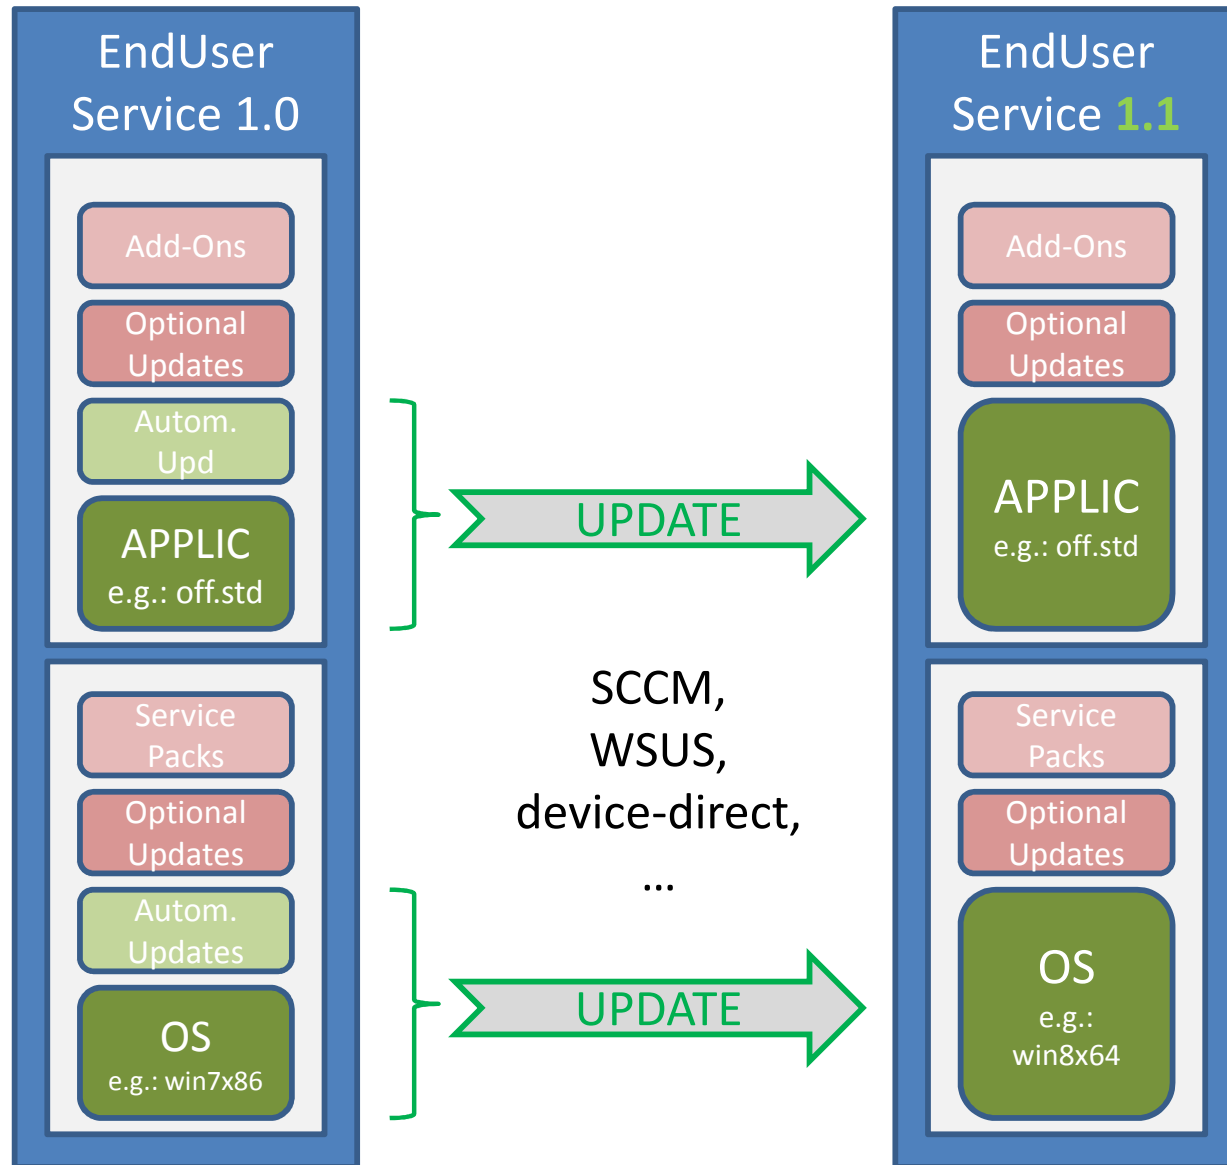 EndUser
Service 1.0
Add-Ons
Optional
Updates
Autom.
Upd
APPLIC
e.g.: off.std
Service
Packs
Optional
Updates
Autom.
Updates
OS
e.g.: win7x86
UPDATE
SCCM,
WSUS,
device-direct,
...
UPDATE
EndUser
Service 1.1
Add-Ons
Optional
Updates
APPLIC
e.g.: off.std
Service
Packs
Optional
Updates
OS
e.g.:
win8x64